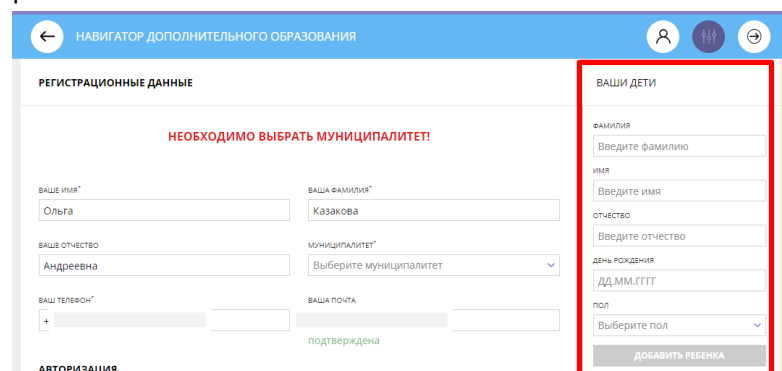 НАВИГАТОР ДОПОЛНИТЕЛЬНОГО ОБРАЗОВАНИЯ
РЕГИСТРАЦИОННЫЕ ДАННЫЕ
НЕОБХОДИМО ВЫБРАТЬ МУНИЦИПАЛИТЕТ!
ВАШЕ ИМЯ*
Ольга
ВАША ФАМИЛИЯ*
Казакова
ВАШЕ ОТЧЕСТВО
Андреевна
МУНИЦИПАЛИТЕТ*
Выберите муниципалитет
ВАШ ТЕЛЕФОН*
+
ВАША ПОЧТА
подтверждена
АВТОРИЗАЦИЯ
ВАШИ ДЕТИ
ФАМИЛИЯ
Введите фамилию
ИМЯ
Введите имя
ОТЧЕСТВО
Введите отчество
ДЕНЬ РОЖДЕНИЯ
ДД.ММ.ГГГГ
ПОЛ
Выберите пол
ДОБАВИТЬ РЕБЕНКА